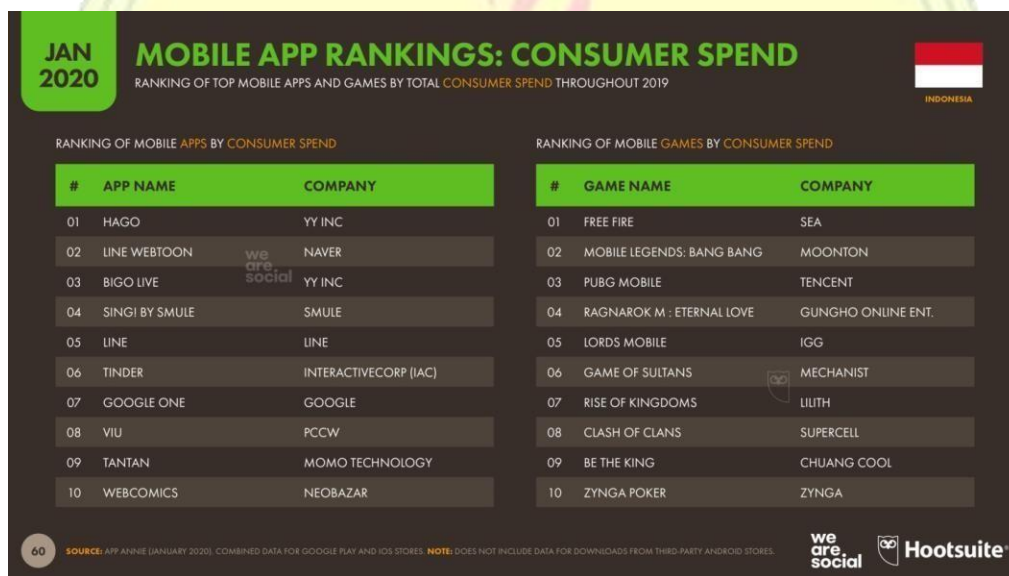 JAN
2020
MOBILE APP RANKINGS: CONSUMER SPEND
RANKING OF TOP MOBILE APPS AND GAMES BY TOTAL CONSUMER SPEND THROUGHOUT 2019
INDONESIA
RANKING OF MOBILE APPS BY CONSUMER SPEND
# APP NAME COMPANY
01 HAGO YY INC
02 LINE WEBTOON NAVER
03 BIGO LIVE YY INC
04 SING! BY SMULE SMULE
05 LINE LINE
06 TINDER INTERACTIVECORP (IAC)
07 GOOGLE ONE GOOGLE
08 VIU PCCW
09 TANTAN MOMO TECHNOLOGY
10 WEBCOMICS NEOBAZAR
we
are.
social
RANKING OF MOBILE GAMES BY CONSUMER SPEND
# GAME NAME COMPANY
01 FREE FIRE SEA
02 MOBILE LEGENDS: BANG BANG MOONTON
03 PUBG MOBILE TENCENT
04 RAGNAROK M : ETERNAL LOVE GUNGHO ONLINE ENT.
05 LORDS MOBILE IGG
06 GAME OF SULTANS MECHANIST
07 RISE OF KINGDOMS LILITH
08 CLASH OF CLANS SUPERCELL
09 BE THE KING CHUANG COOL
10 ZYNGA POKER ZYNGA
60
SOURCE: APP ANNIE (JANUARY 2020). COMBINED DATA FOR GOOGLE PLAY AND IOS STORES. NOTE: DOES NOT INCLUDE DATA FOR DOWNLOADS FROM THIRD-PARTY ANDROID STORES.
we
are.
social
Hootsuite®